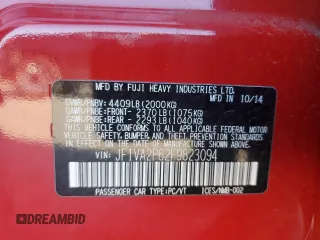 MFD. BY FUJI HEAVY INDUSTRIES LTD.
MFD. IN 10/14
GVWR/PNBV: 4409LB(2000KG)
GAWR/PNBE:FRONT- 2370LB(1075KG)
GAWR/PNBE:REAR - 2293LB(1040KG)
THIS VEHICLE CONFORMS TO ALL APPLICABLE
FEDERAL MOTOR VEHICLE SAFETY, BUMPER, AND THEFT
PREVENTION STANDARDS IN EFFECT ON THE DATE OF
MANUFACTURE SHOWN ABOVE.
VIN: JF1VA2P62F9823094
TYPE: PASSENGER CAR/PC/VT ICES/NMB-002